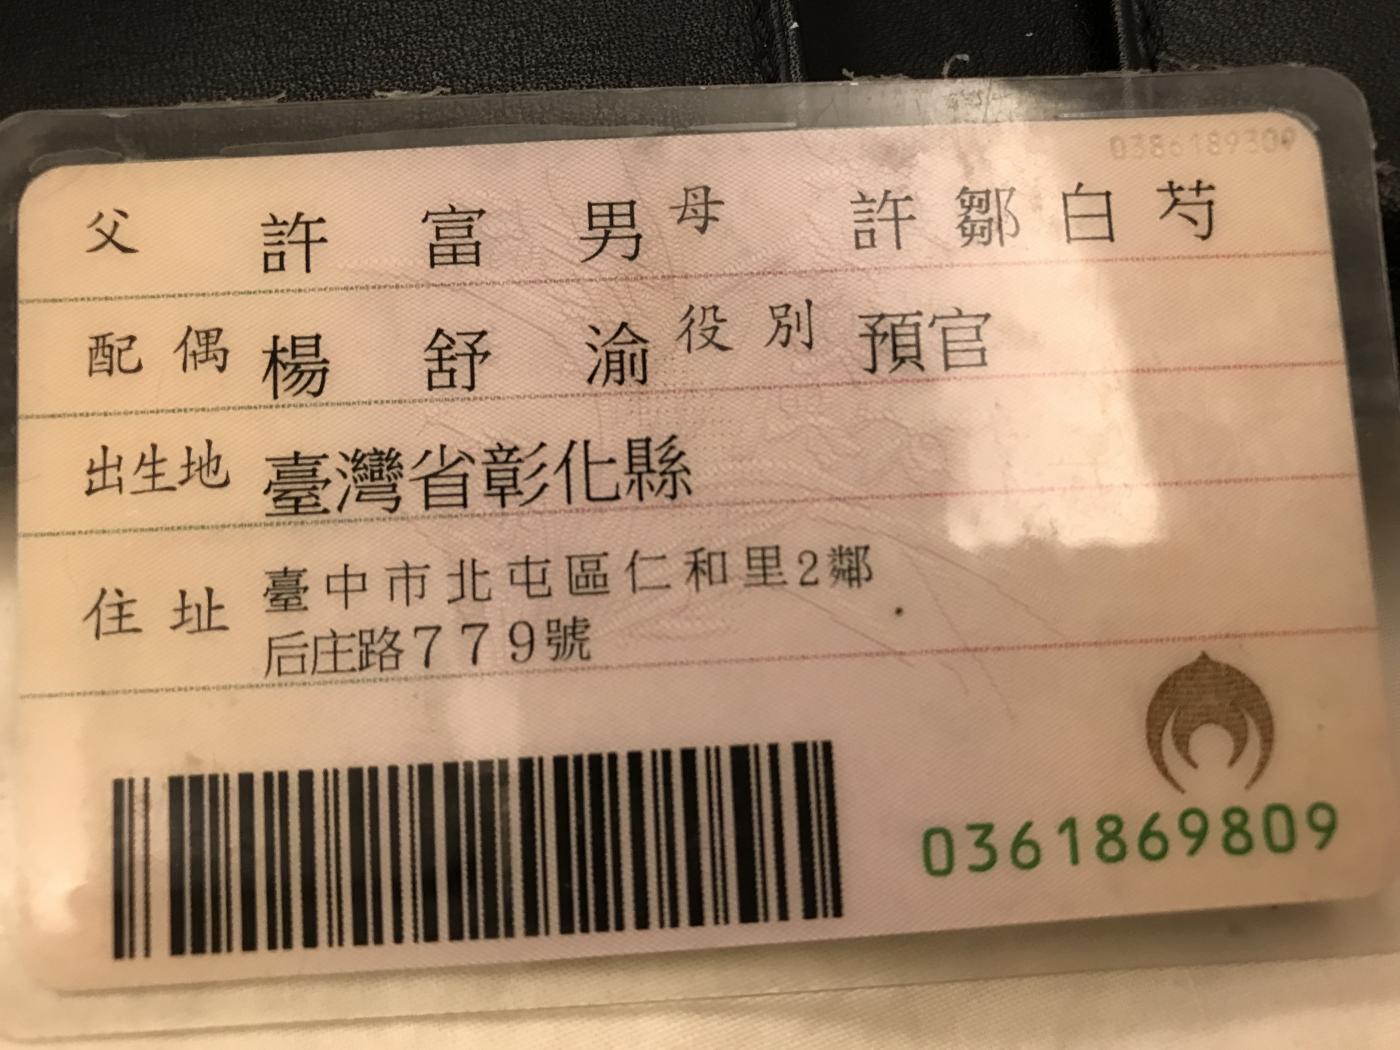 0386189309
父 許富男 母 許鄒白芍
配偶 楊舒渝 役別 預官
出生地 臺灣省彰化縣
住址 臺中市北屯區仁和里2鄰
后庄路779號
0361869809